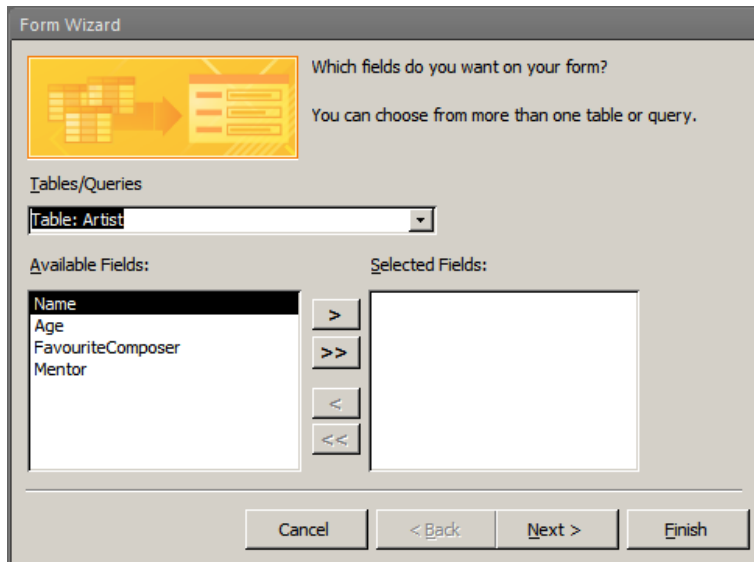 Form Wizard
Which fields do you want on your form?
You can choose from more than one table or query.
Tables/Queries
Table: Artist
Available Fields:
Selected Fields:
Name
Age
FavouriteComposer
Mentor
>
>>
<
<<
Cancel
< Back
Next >
Finish